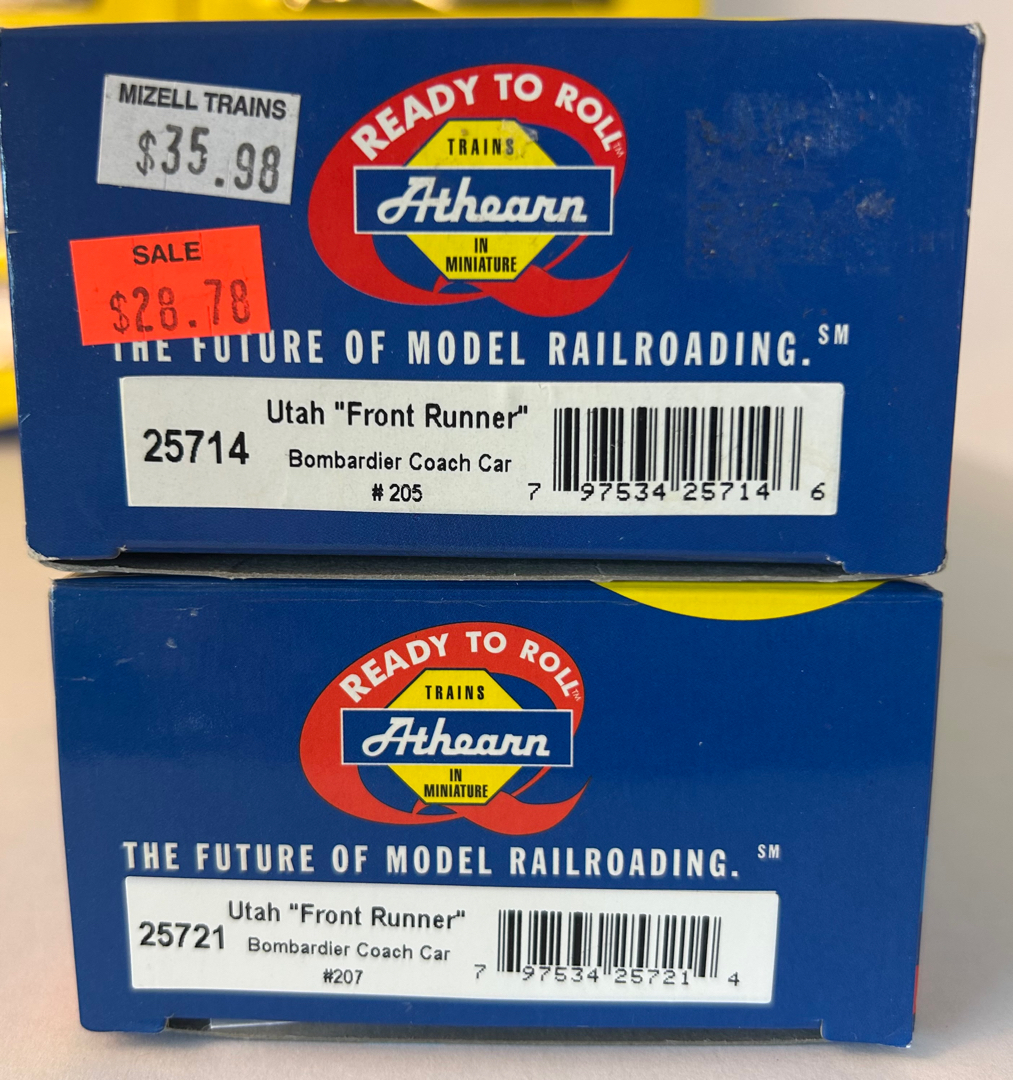 MIZELL TRAINS
$35.98
SALE
$28.78
READY TO ROLL™
TRAINS
Athearn
IN
MINIATURE
THE FUTURE OF MODEL RAILROADING.℠
25714
Utah "Front Runner"
Bombardier Coach Car
# 205
7 97534 25714 6
READY TO ROLL™
TRAINS
Athearn
IN
MINIATURE
THE FUTURE OF MODEL RAILROADING. ℠
25721
Utah "Front Runner"
Bombardier Coach Car
#207
7 97534 25721 4